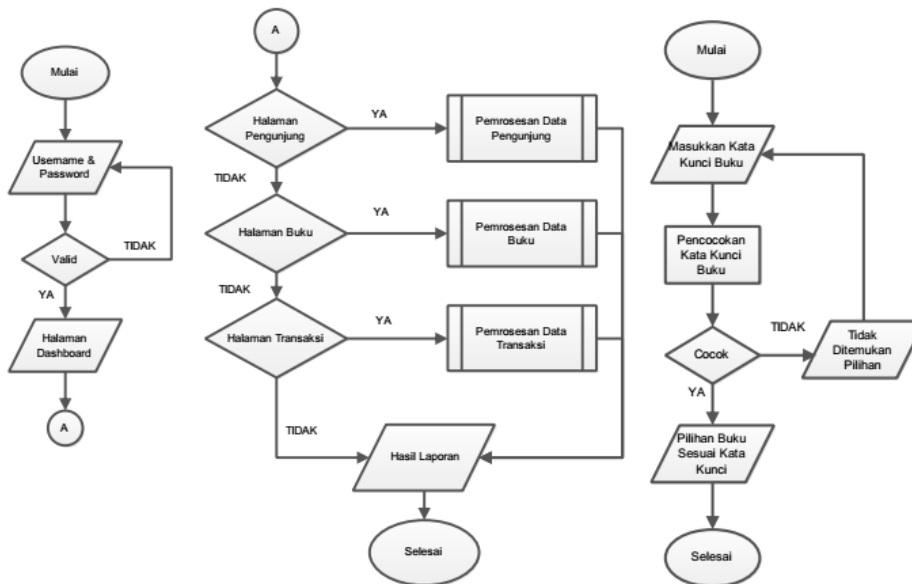 Mulai
Username &
Password
Valid
TIDAK
YA
Halaman
Dashboard
A
A
Halaman
Pengunjung
YA
Pemrosesan Data
Pengunjung
TIDAK
Halaman Buku
YA
Pemrosesan Data
Buku
TIDAK
Halaman Transaksi
YA
Pemrosesan Data
Transaksi
TIDAK
Hasil Laporan
Selesai
Mulai
Masukkan Kata
Kunci Buku
Pencocokan
Kata Kunci
Buku
Cocok
TIDAK
Tidak
Ditemukan
Pilihan
YA
Pilihan Buku
Sesuai Kata
Kunci
Selesai